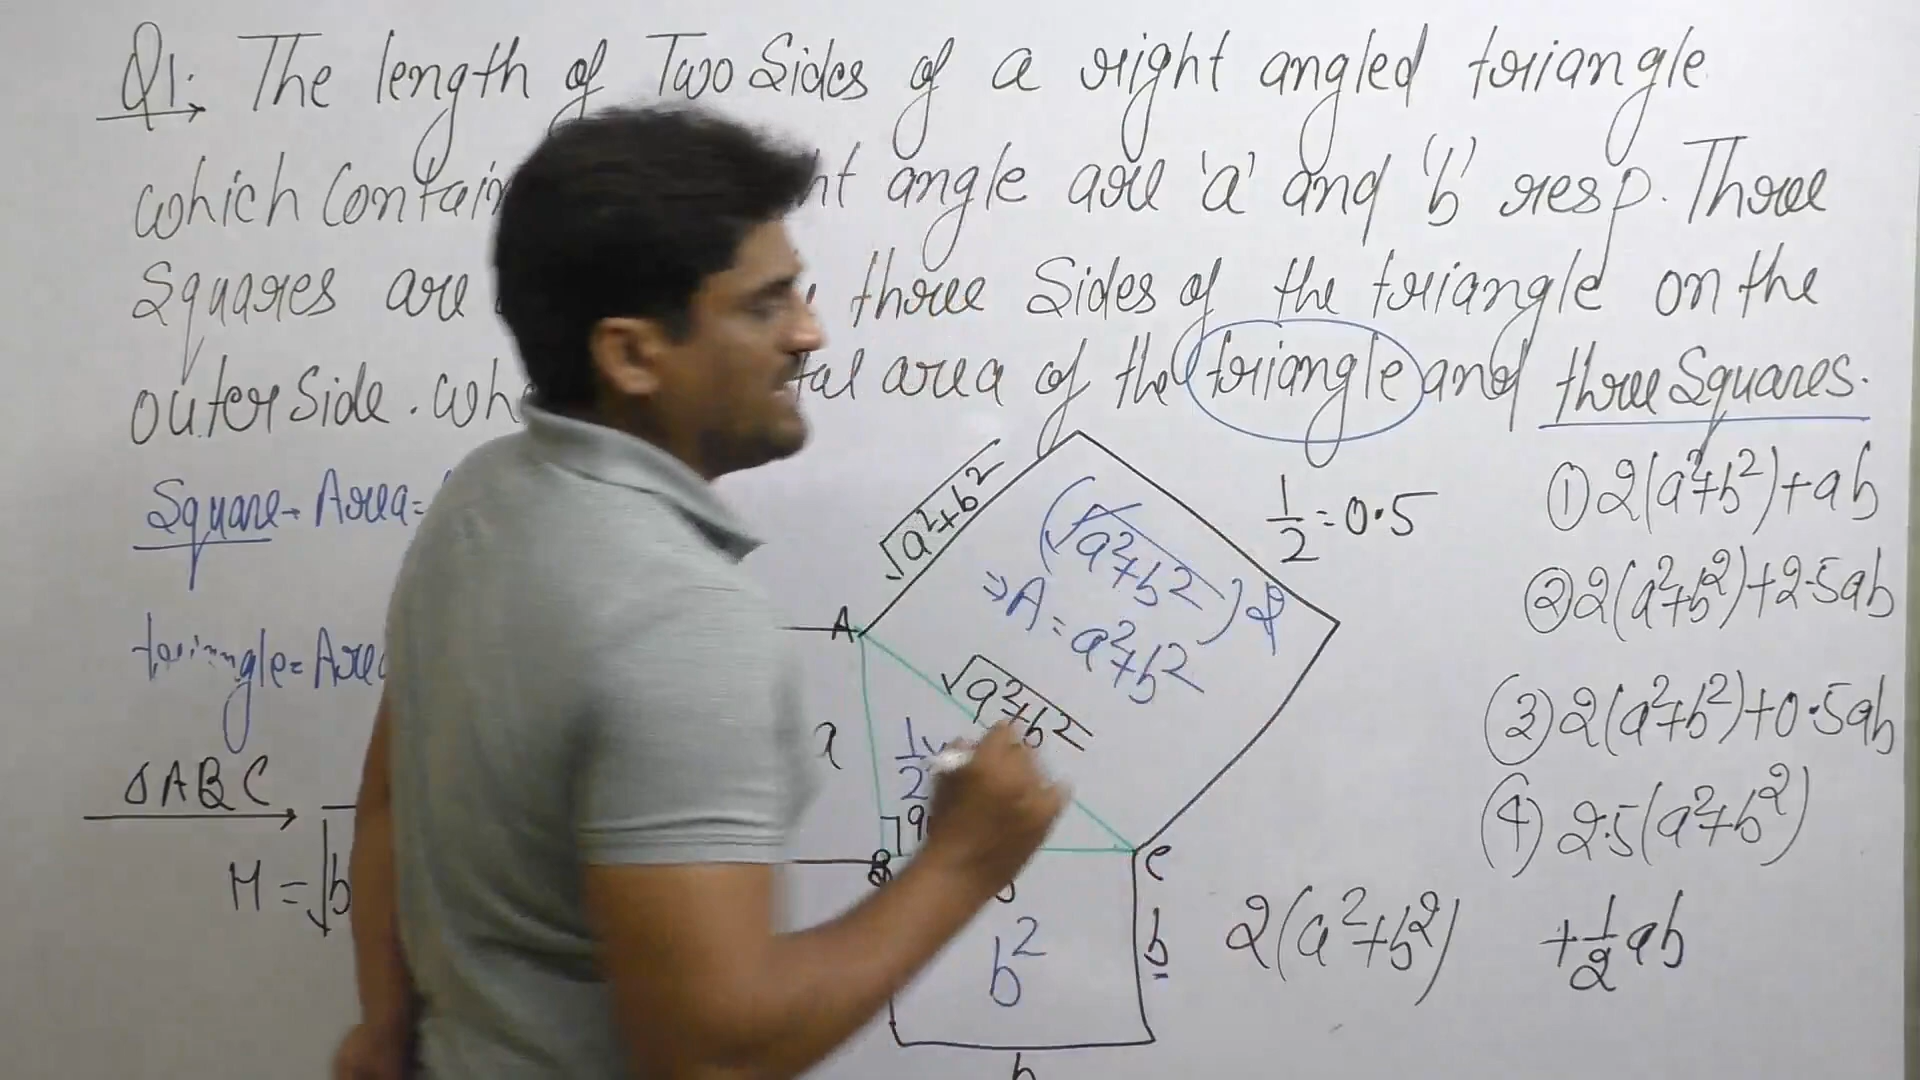 Q1: The length of Two Sides of a right angled triangle
which Contain ht angle are 'a' and 'b' resp. Three
Squares are three Sides of the triangle on the
outer Side. Wh tal area of the triangle and three Squares.
Square → Area =
triangle = Area
△ABC
H = √b
√a²+b²
(√a²+b²)²
⇒ A = a²+b²
1/2 = 0.5
A
√a²+b²
a
1/2
B
C
b²
b
b
① 2(a²+b²)+ab
② 2(a²+b²)+2.5ab
③ 2(a²+b²)+0.5ab
④ 2.5(a²+b²)
2(a²+b²) +1/2 ab